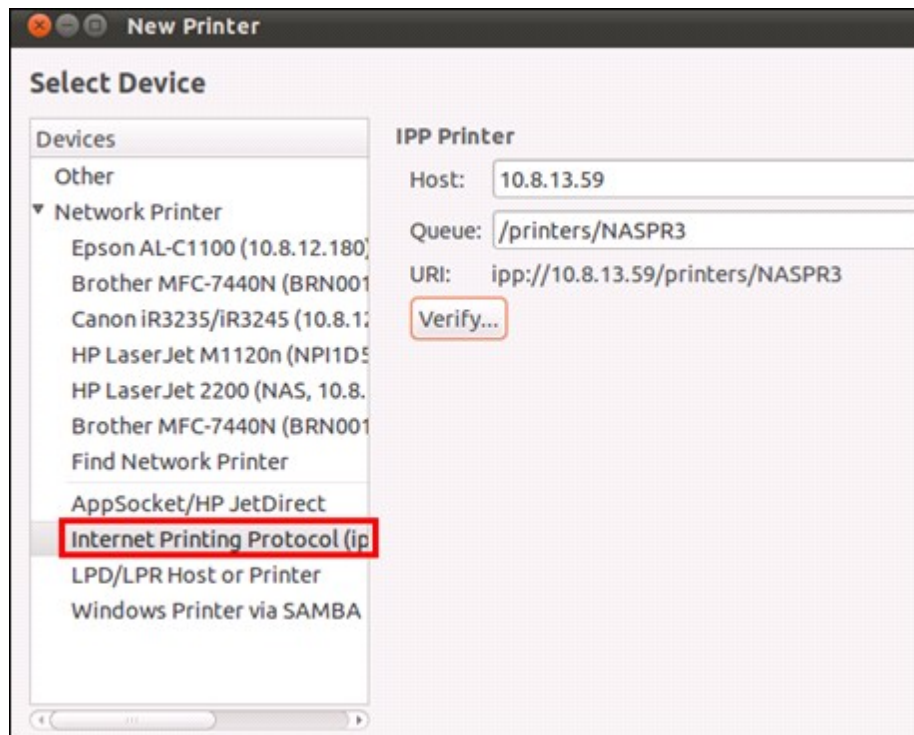 New Printer
Select Device
Devices
Other
Network Printer
Epson AL-C1100 (10.8.12.180)
Brother MFC-7440N (BRN001
Canon iR3235/iR3245 (10.8.12
HP LaserJet M1120n (NPI1D5
HP LaserJet 2200 (NAS, 10.8.
Brother MFC-7440N (BRN001
Find Network Printer
AppSocket/HP JetDirect
Internet Printing Protocol (ip
LPD/LPR Host or Printer
Windows Printer via SAMBA
IPP Printer
Host: 10.8.13.59
Queue: /printers/NASPR3
URI: ipp://10.8.13.59/printers/NASPR3
Verify...